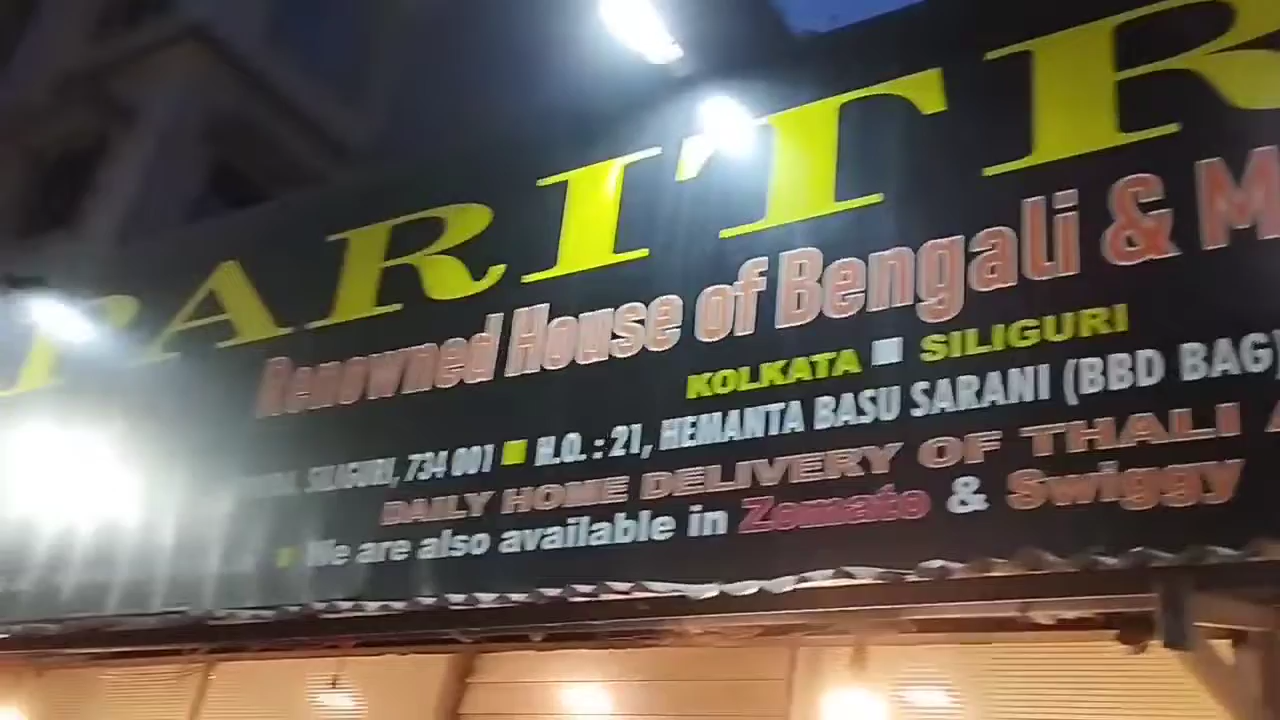 PARITR
Renowned House of Bengali & M
KOLKATA ■ SILIGURI
SILIGURI, 734 001 ■ H.O. : 21, HEMANTA BASU SARANI (BBD BAG)
DAILY HOME DELIVERY OF THALI
We are also available in Zomato & Swiggy